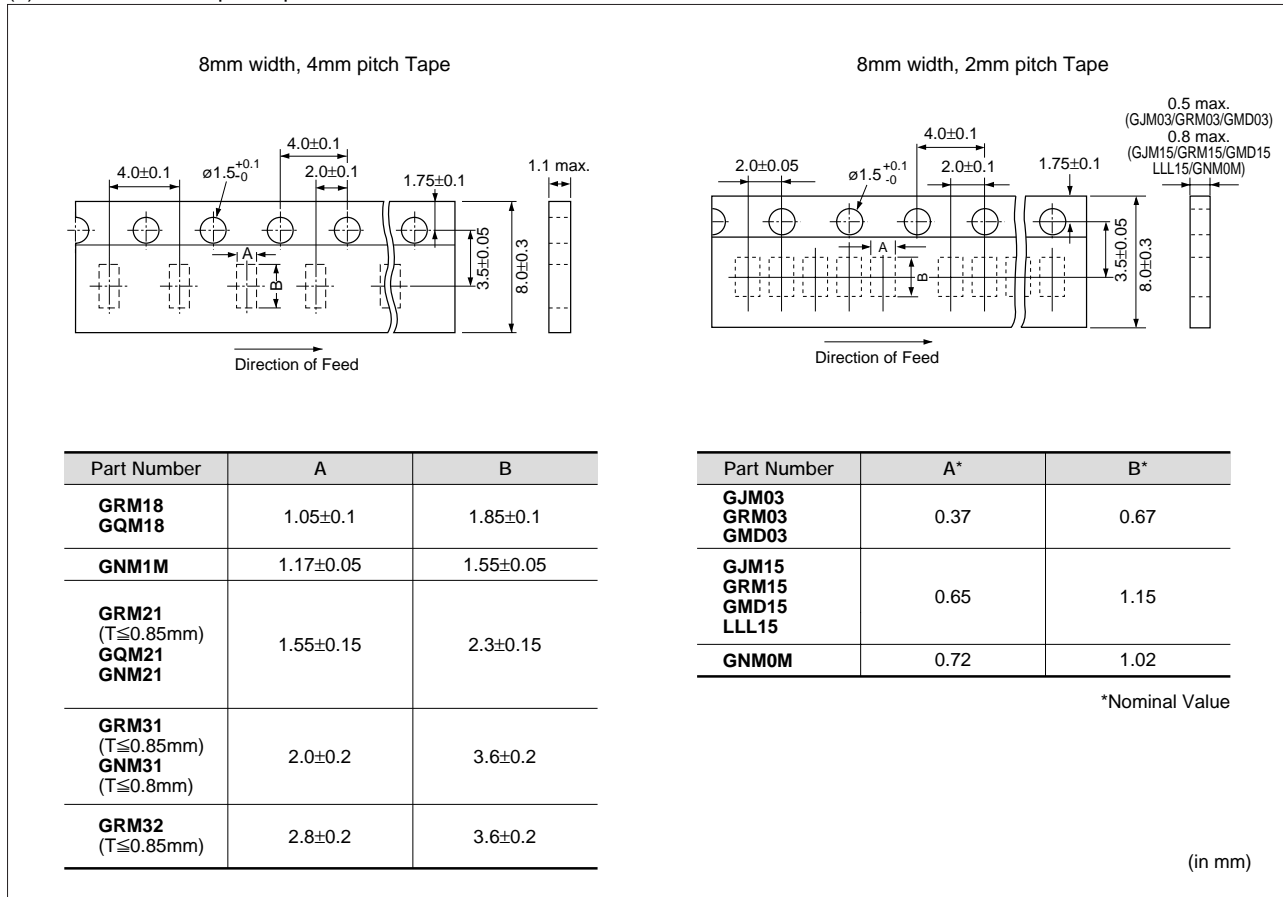 8mm width, 4mm pitch Tape
4.0±0.1
4.0±0.1
ø1.5 +0.1 -0
2.0±0.1
1.75±0.1
1.1 max.
A
B
3.5±0.05
8.0±0.3
Direction of Feed
8mm width, 2mm pitch Tape
0.5 max.
(GJM03/GRM03/GMD03)
0.8 max.
(GJM15/GRM15/GMD15
LLL15/GNM0M)
4.0±0.1
2.0±0.05
ø1.5 +0.1 -0
2.0±0.1
1.75±0.1
A
B
3.5±0.05
8.0±0.3
Direction of Feed
Part Number A B
GRM18
GQM18
1.05±0.1 1.85±0.1
GNM1M 1.17±0.05 1.55±0.05
GRM21
(T≦0.85mm)
GQM21
GNM21
1.55±0.15 2.3±0.15
GRM31
(T≦0.85mm)
GNM31
(T≦0.8mm)
2.0±0.2 3.6±0.2
GRM32
(T≦0.85mm)
2.8±0.2 3.6±0.2
Part Number A* B*
GJM03
GRM03
GMD03
0.37 0.67
GJM15
GRM15
GMD15
LLL15
0.65 1.15
GNM0M 0.72 1.02
*Nominal Value
(in mm)